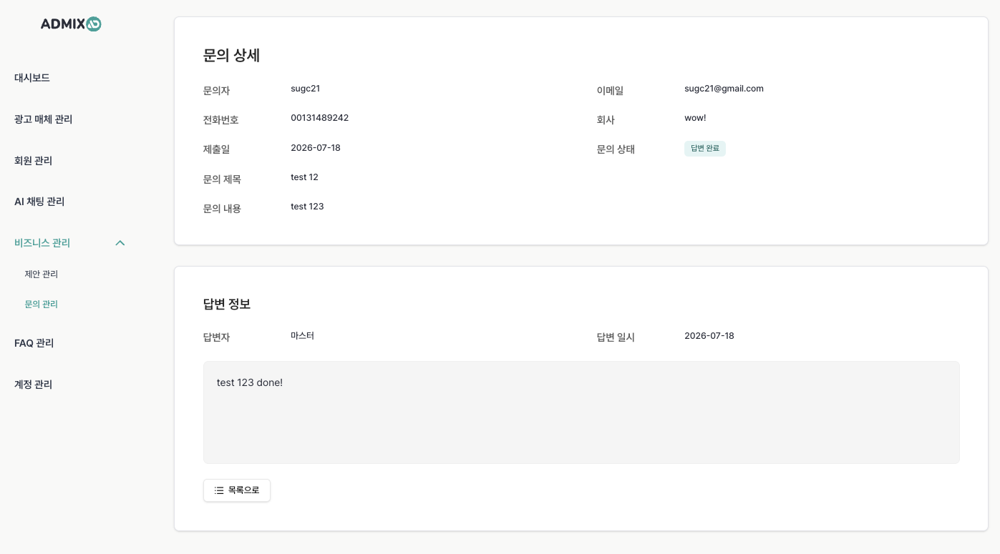 ADMIX
대시보드
광고 매체 관리
회원 관리
AI 채팅 관리
비즈니스 관리
제안 관리
문의 관리
FAQ 관리
계정 관리
문의 상세
문의자 sugc21 이메일 sugc21@gmail.com
전화번호 00131489242 회사 wow!
제출일 2026-07-18 문의 상태 답변 완료
문의 제목 test 12
문의 내용 test 123
답변 정보
답변자 마스터 답변 일시 2026-07-18
test 123 done!
목록으로